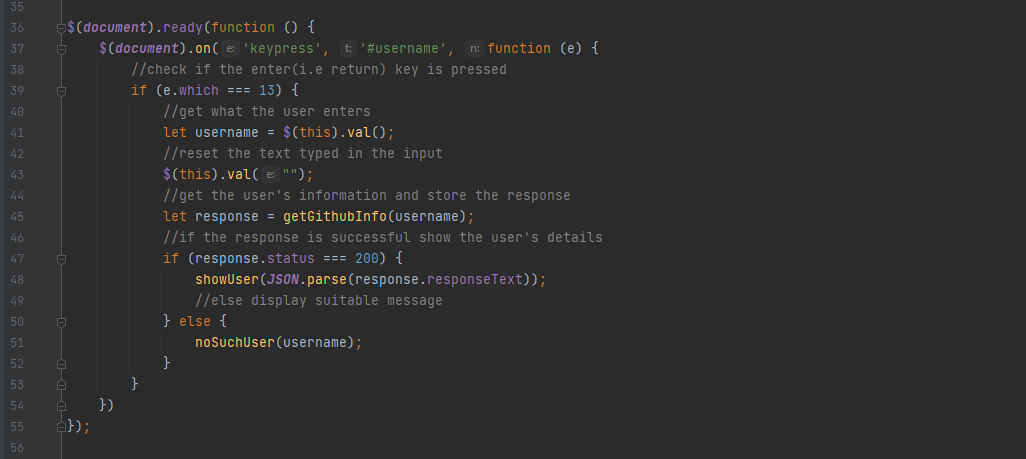 35
36 $(document).ready(function () {
37     $(document).on( e: 'keypress', t: '#username', n: function (e) {
38         //check if the enter(i.e return) key is pressed
39         if (e.which === 13) {
40             //get what the user enters
41             let username = $(this).val();
42             //reset the text typed in the input
43             $(this).val( e: "");
44             //get the user's information and store the response
45             let response = getGithubInfo(username);
46             //if the response is successful show the user's details
47             if (response.status === 200) {
48                 showUser(JSON.parse(response.responseText));
49                 //else display suitable message
50             } else {
51                 noSuchUser(username);
52             }
53         }
54     })
55 });
56